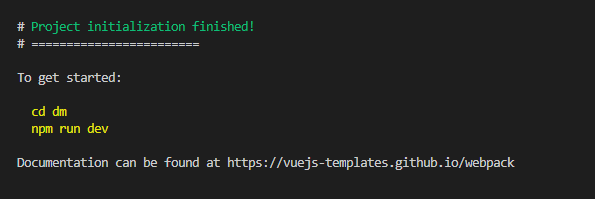 # Project initialization finished!
# ========================
To get started:
cd dm
npm run dev
Documentation can be found at https://vuejs-templates.github.io/webpack